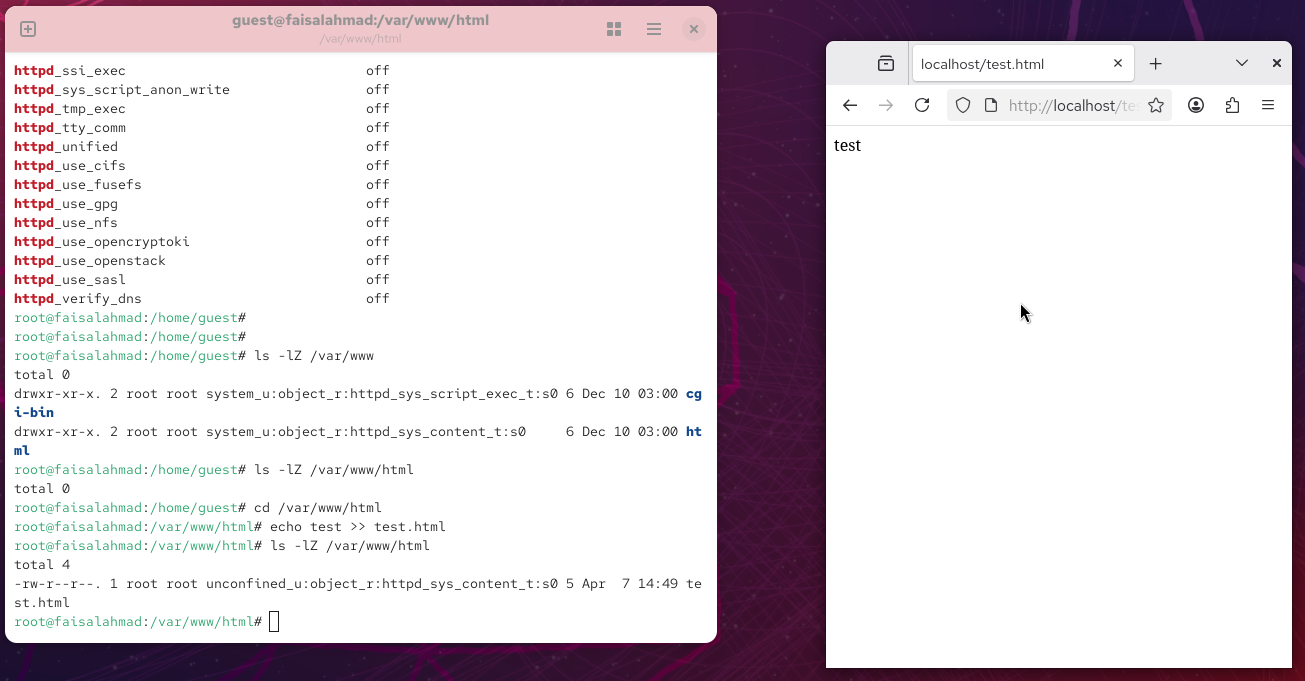 guest@faisalahmad:/var/www/html
/var/www/html
httpd_ssi_exec off
httpd_sys_script_anon_write off
httpd_tmp_exec off
httpd_tty_comm off
httpd_unified off
httpd_use_cifs off
httpd_use_fusefs off
httpd_use_gpg off
httpd_use_nfs off
httpd_use_opencryptoki off
httpd_use_openstack off
httpd_use_sasl off
httpd_verify_dns off
root@faisalahmad:/home/guest#
root@faisalahmad:/home/guest#
root@faisalahmad:/home/guest# ls -lZ /var/www
total 0
drwxr-xr-x. 2 root root system_u:object_r:httpd_sys_script_exec_t:s0 6 Dec 10 03:00 cg
i-bin
drwxr-xr-x. 2 root root system_u:object_r:httpd_sys_content_t:s0 6 Dec 10 03:00 ht
ml
root@faisalahmad:/home/guest# ls -lZ /var/www/html
total 0
root@faisalahmad:/home/guest# cd /var/www/html
root@faisalahmad:/var/www/html# echo test >> test.html
root@faisalahmad:/var/www/html# ls -lZ /var/www/html
total 4
-rw-r--r--. 1 root root unconfined_u:object_r:httpd_sys_content_t:s0 5 Apr 7 14:49 te
st.html
root@faisalahmad:/var/www/html#
localhost/test.html
http://localhost/te
test